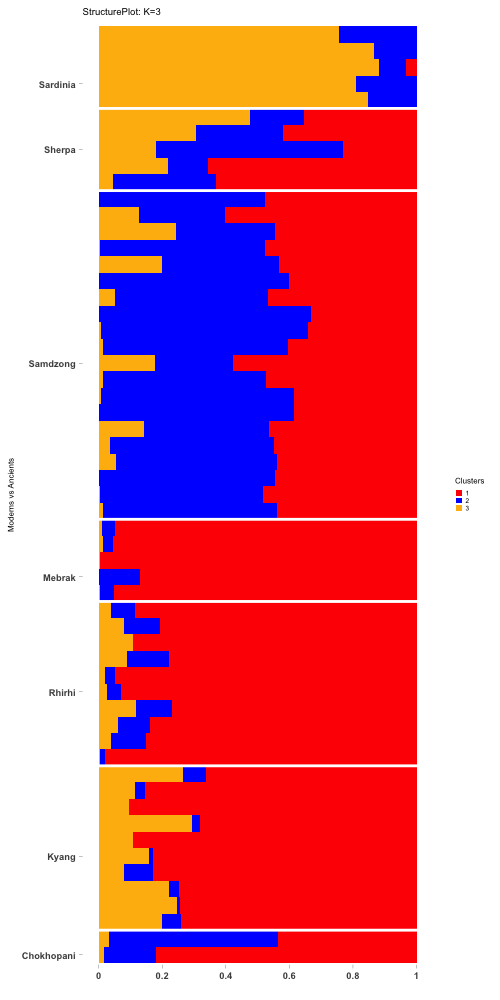 StructurePlot: K=3
Sardinia
Sherpa
Samdzong
Mebrak
Rhirhi
Kyang
Chokhopani
Moderns vs Ancients
0 0.2 0.4 0.6 0.8 1
Clusters
1
2
3